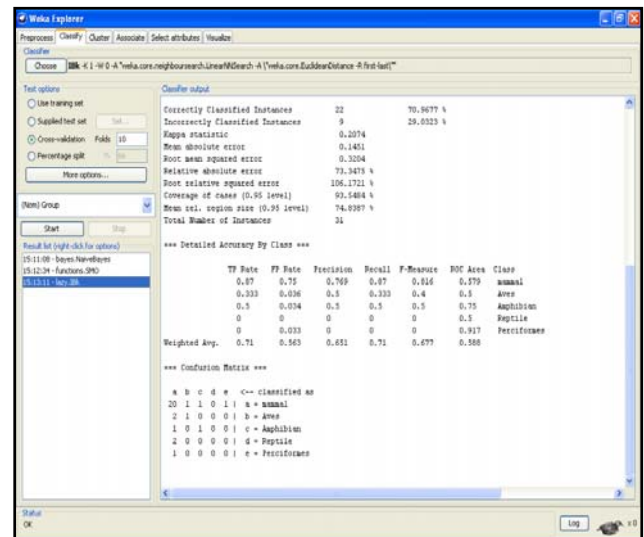 Weka Explorer
Preprocess Classify Cluster Associate Select attributes Visualize
Classifier
Choose IBk -K 1 -W 0 -A "weka.core.neighboursearch.LinearNNSearch -A \"weka.core.EuclideanDistance -R first-last\""
Test options
Use training set
Supplied test set Set...
Cross-validation Folds 10
Percentage split %
More options...
(Nom) Group
Start Stop
Result list (right-click for options)
15:11:08 - bayes.NaiveBayes
15:12:34 - functions.SMO
15:13:11 - lazy.IBk
Classifier output
Correctly Classified Instances 22 70.9677 %
Incorrectly Classified Instances 9 29.0323 %
Kappa statistic 0.2074
Mean absolute error 0.1451
Root mean squared error 0.3204
Relative absolute error 73.3475 %
Root relative squared error 106.1721 %
Coverage of cases (0.95 level) 93.5484 %
Mean rel. region size (0.95 level) 74.8387 %
Total Number of Instances 31
=== Detailed Accuracy By Class ===
TP Rate FP Rate Precision Recall F-Measure ROC Area Class
0.87 0.75 0.769 0.87 0.816 0.579 mammal
0.333 0.036 0.5 0.333 0.4 0.5 Aves
0.5 0.034 0.5 0.5 0.5 0.75 Amphibian
0 0 0 0 0 0.5 Reptile
0 0.033 0 0 0 0.917 Perciformes
Weighted Avg. 0.71 0.563 0.651 0.71 0.677 0.588
=== Confusion Matrix ===
a b c d e <-- classified as
20 1 1 0 1 | a = mammal
2 1 0 0 0 | b = Aves
1 0 1 0 0 | c = Amphibian
2 0 0 0 0 | d = Reptile
1 0 0 0 0 | e = Perciformes
Status
OK
Log x 0